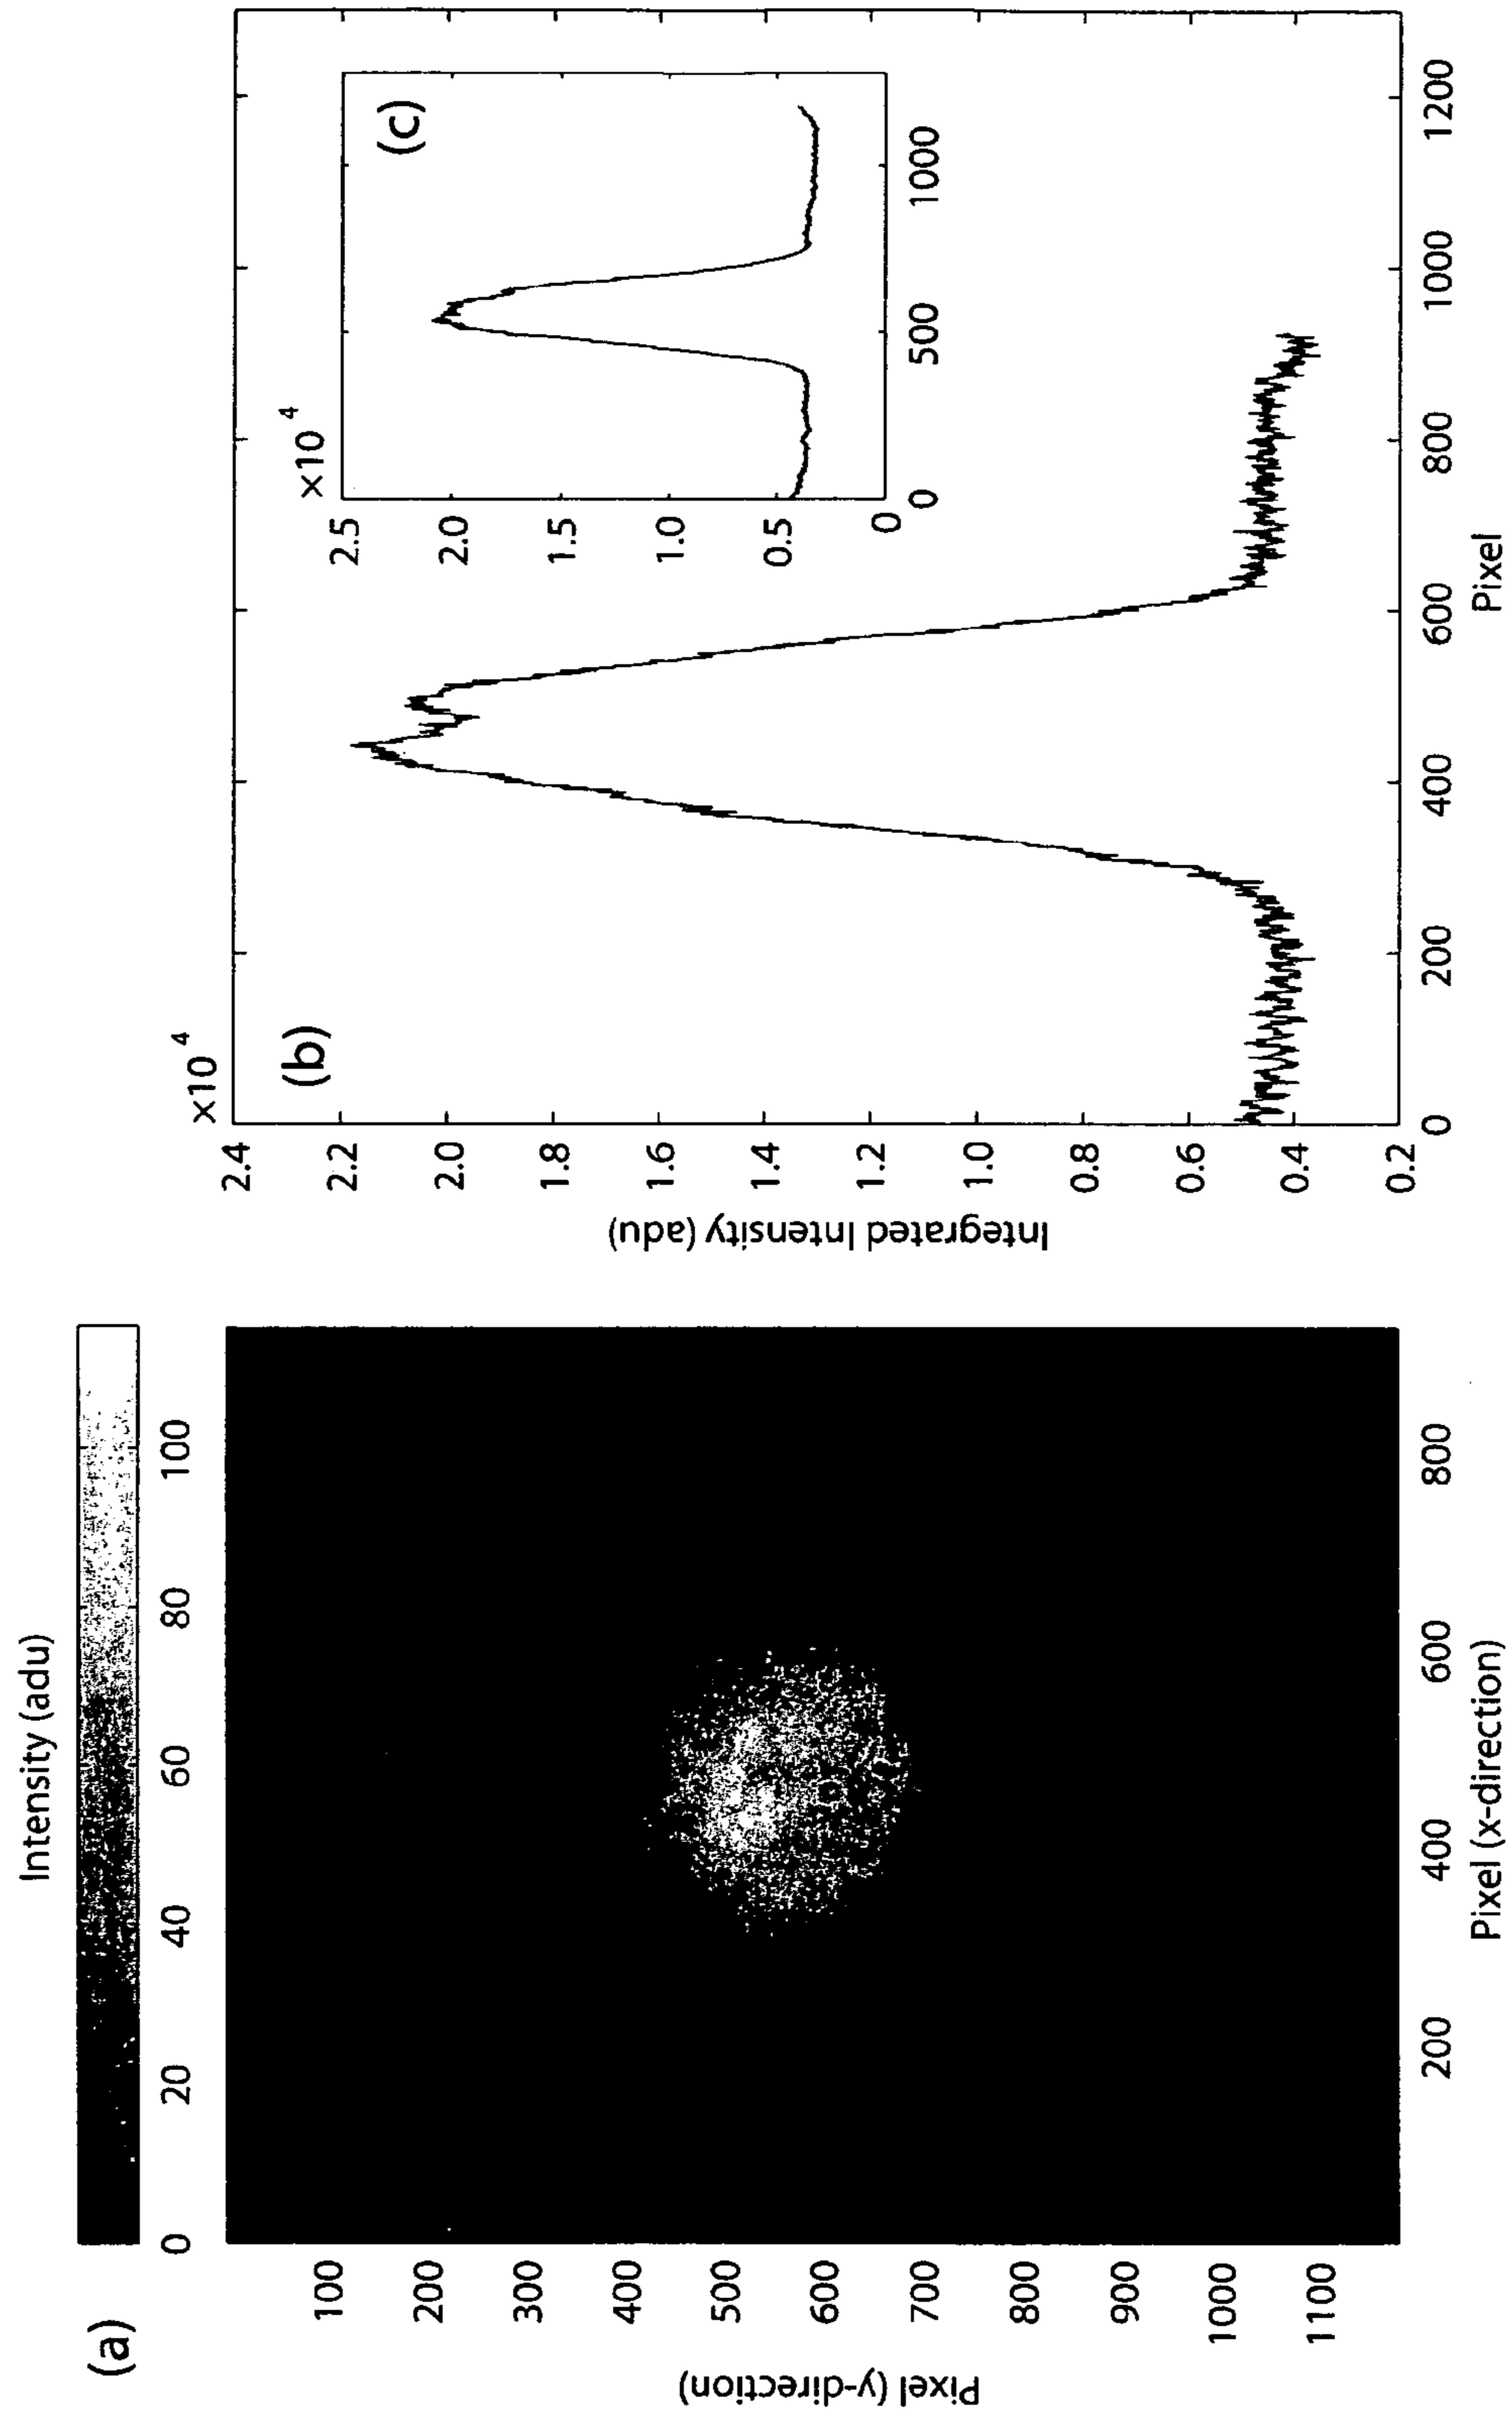 (a)
Intensity (adu)
0 20 40 60 80 100
100
200
300
400
500
600
700
800
900
1000
1100
Pixel (y-direction)
200 400 600 800
Pixel (x-direction)
(b)
×10 4
2.4
2.2
2.0
1.8
1.6
1.4
1.2
1.0
0.8
0.6
0.4
0.2
Integrated Intensity (adu)
0 200 400 600 800 1000 1200
Pixel
(c)
×10 4
2.5
2.0
1.5
1.0
0.5
0
0 500 1000